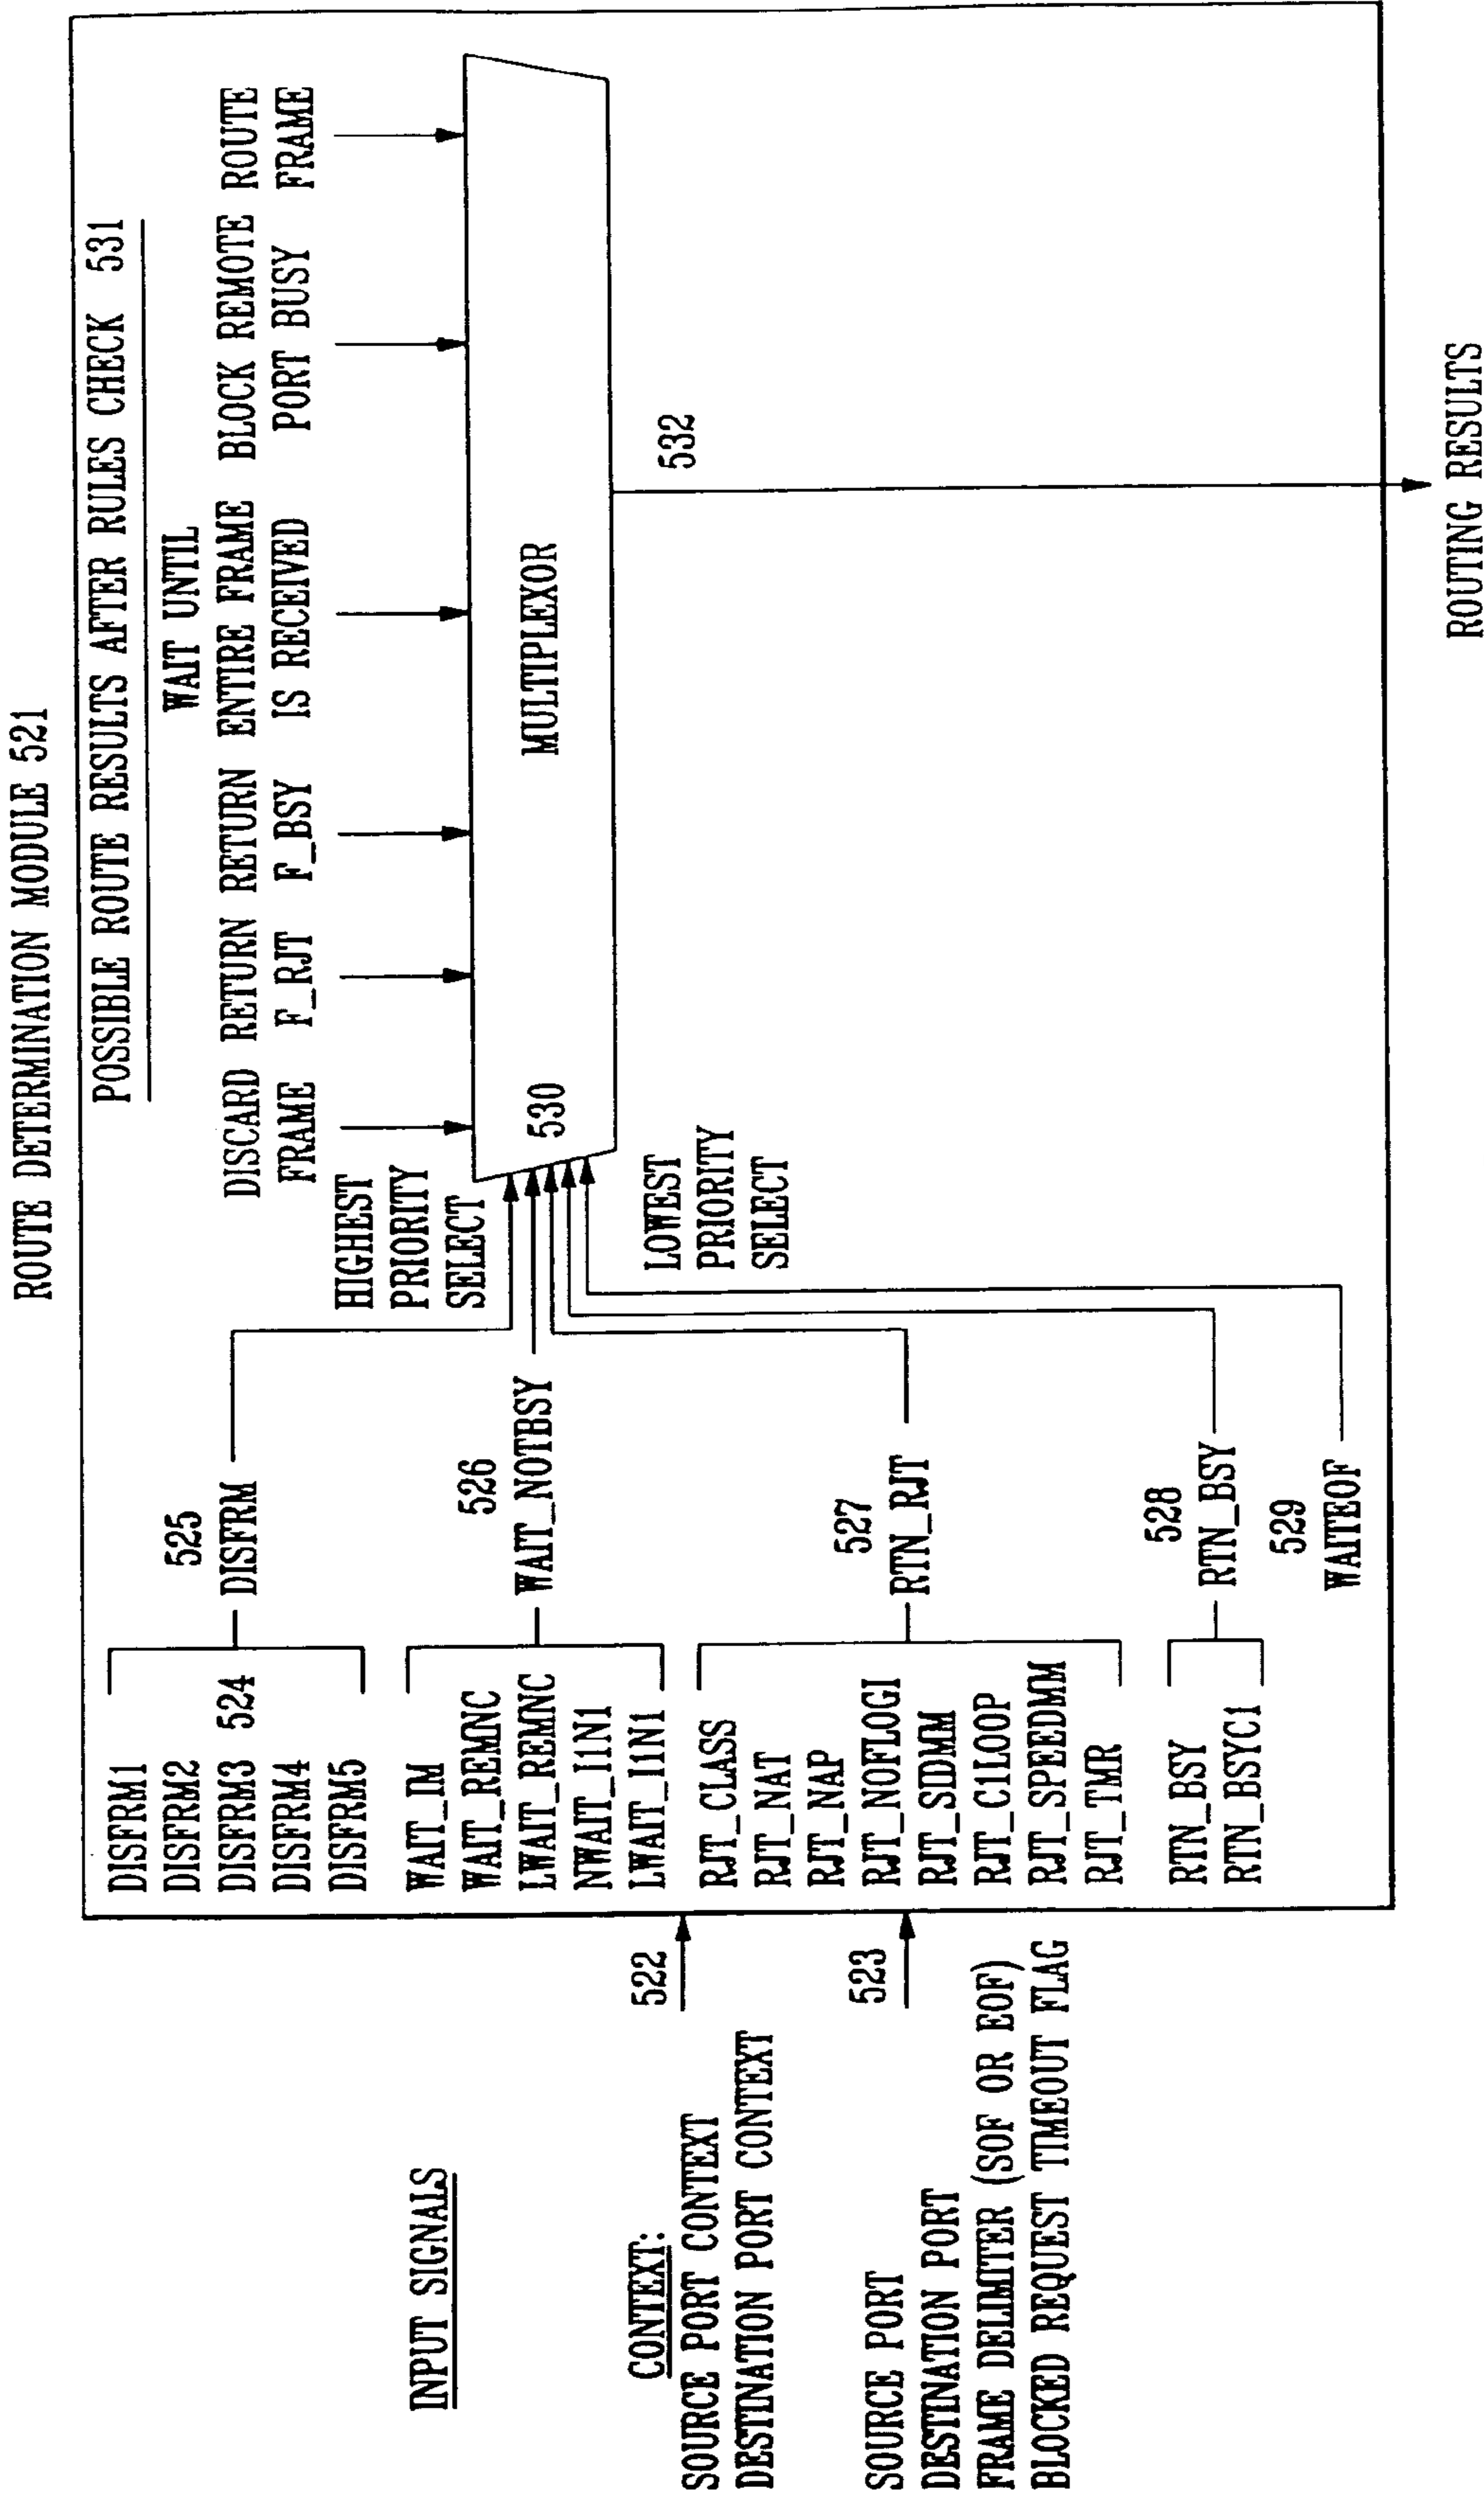 ROUTE DETERMINATION MODULE 521
POSSIBLE ROUTE RESULTS AFTER RULES CHECK 531
DISCARD
FRAME
RETURN
F_RJT
RETURN
F_BSY
WAIT UNTIL
ENTIRE FRAME
IS RECEIVED
BLOCK REMOTE
PORT BUSY
ROUTE
FRAME
HIGHEST
PRIORITY
SELECT
530
MULTIPLEXOR
LOWEST
PRIORITY
SELECT
532
ROUTING RESULTS
DISFRM1
DISFRM2
DISFRM3 524
DISFRM4
DISFRM5
525
DISFRM
WAIT_IM
WAIT_REMNC
LWAIT_REMNC
NWAIT_I1N1
LWAIT_I1N1
526
WAIT_NOTBSY
RJT_CLASS
RJT_NAT
RJT_NAP
RJT_NOFLOGI
RJT_SIDMM
RJT_C1LOOP
RJT_SPEEDMM
RJT_TMR
527
RTN_RJT
RTN_BSY
RTN_BSYC1
528
RTN_BSY
529
WAITEOF
INPUT SIGNALS
CONTEXT:
SOURCE PORT CONTEXT
DESTINATION PORT CONTEXT
522
SOURCE PORT
DESTINATION PORT
FRAME DELIMITER (SOF OR EOF)
BLOCKED REQUEST TIMEOUT FLAG
523